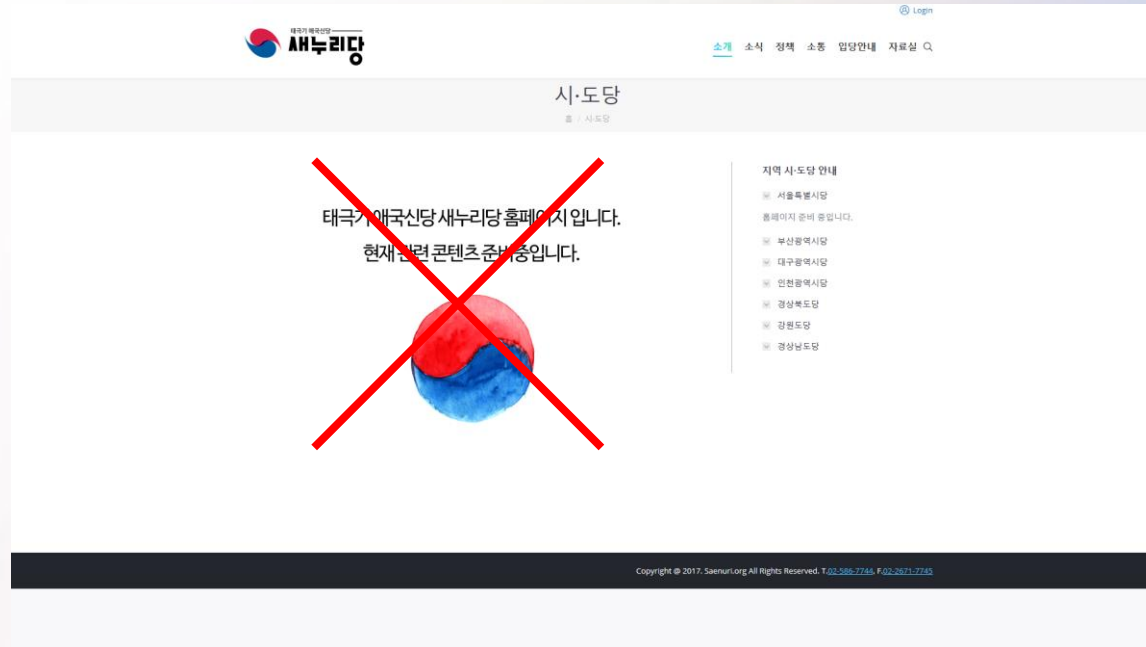 Login
태극기 애국신당
새누리당
소개 소식 정책 소통 입당안내 자료실
시·도당
홈 / 시·도당
태극기 애국신당 새누리당 홈페이지 입니다.
현재 관련 콘텐츠 준비중입니다.
지역 시·도당 안내
서울특별시당
홈페이지 준비 중입니다.
부산광역시당
대구광역시당
인천광역시당
경상북도당
강원도당
경상남도당
Copyright @ 2017. Saenuri.org All Rights Reserved. T.02-586-7744, F.02-2671-7745